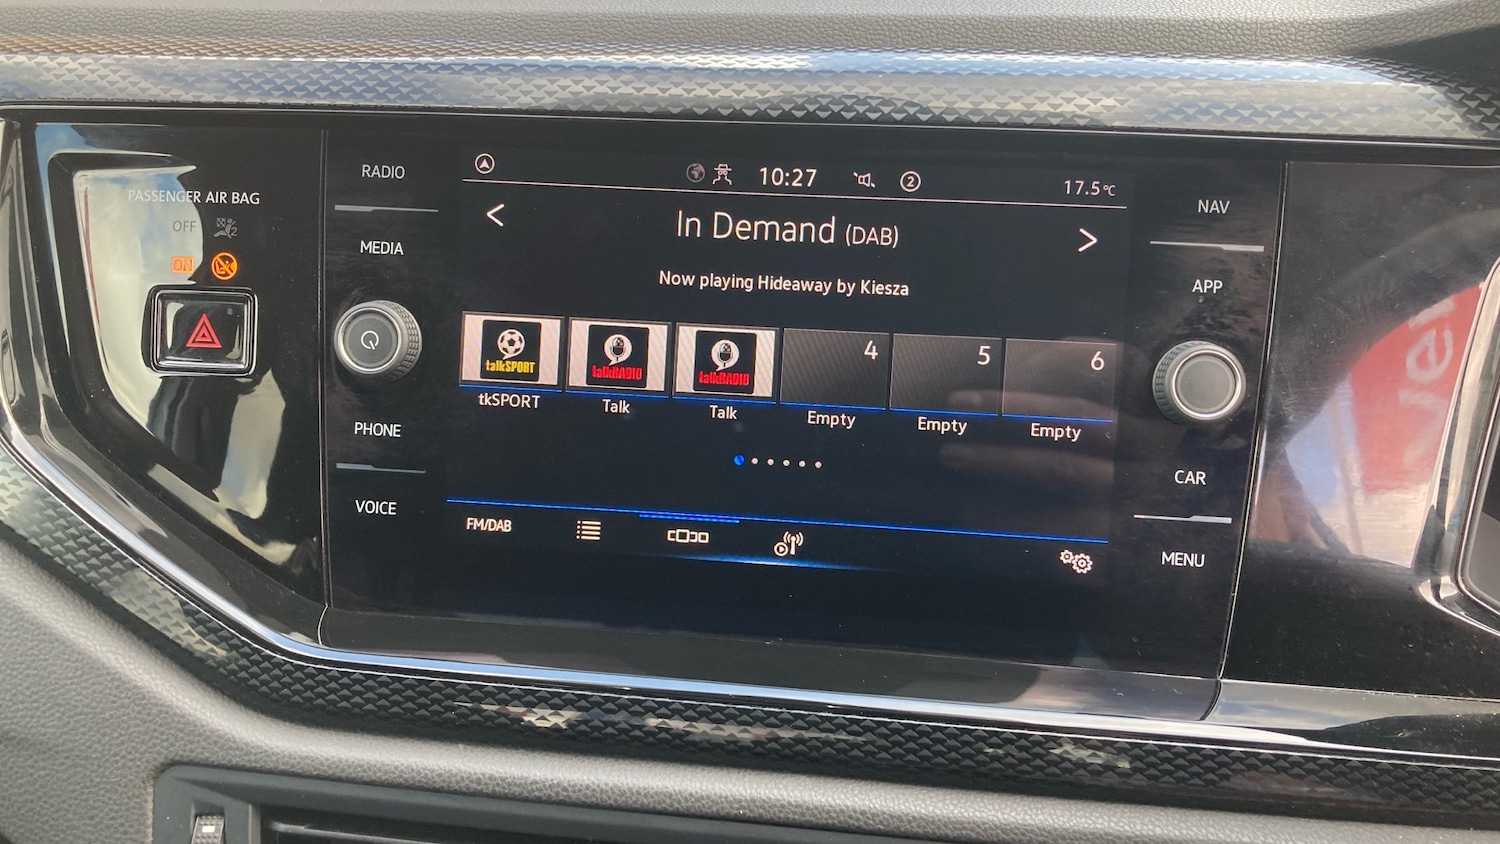 PASSENGER AIR BAG
OFF
ON
RADIO
MEDIA
PHONE
VOICE
10:27
2
17.5°C
In Demand (DAB)
Now playing Hideaway by Kiesza
talkSPORT
tkSPORT
talkRADIO
Talk
talkRADIO
Talk
4
Empty
5
Empty
6
Empty
FM/DAB
NAV
APP
CAR
MENU